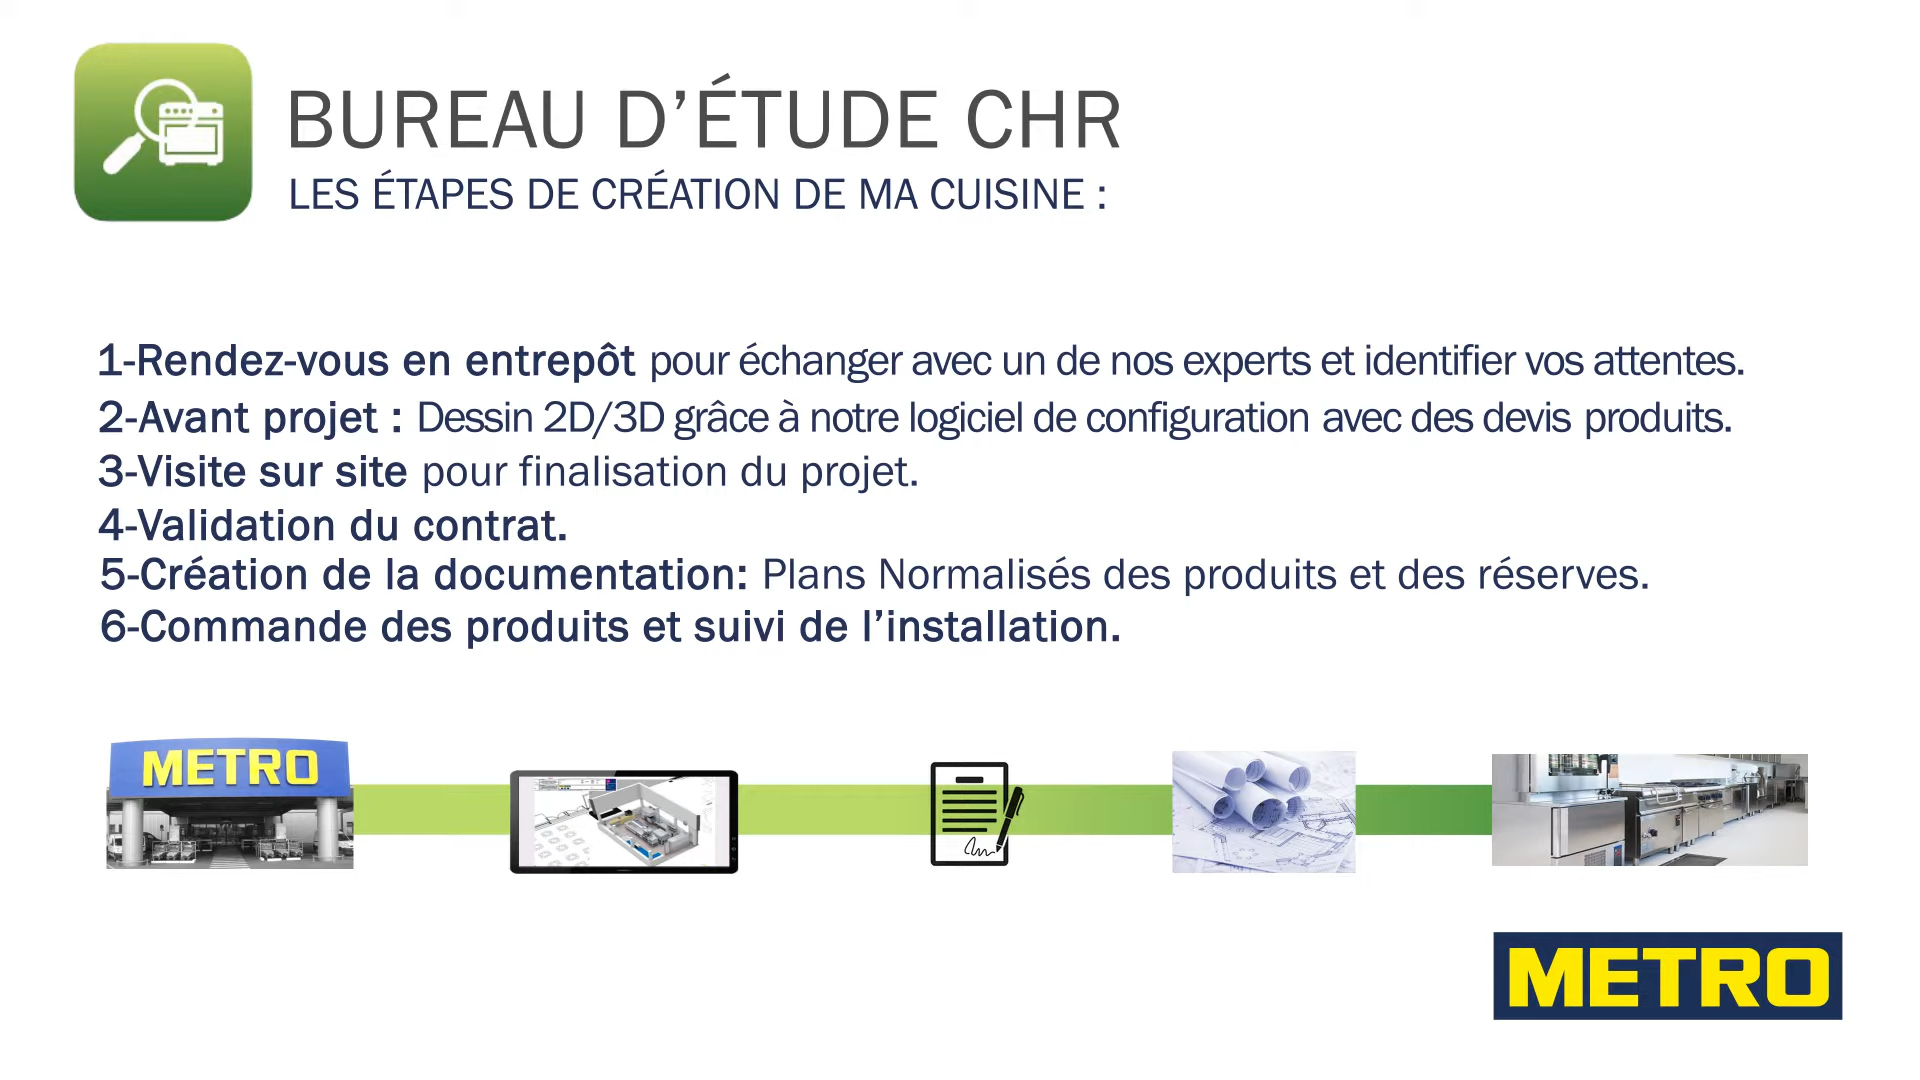 BUREAU D’ÉTUDE CHR
LES ÉTAPES DE CRÉATION DE MA CUISINE :
1-Rendez-vous en entrepôt pour échanger avec un de nos experts et identifier vos attentes.
2-Avant projet : Dessin 2D/3D grâce à notre logiciel de configuration avec des devis produits.
3-Visite sur site pour finalisation du projet.
4-Validation du contrat.
5-Création de la documentation: Plans Normalisés des produits et des réserves.
6-Commande des produits et suivi de l’installation.
METRO
METRO